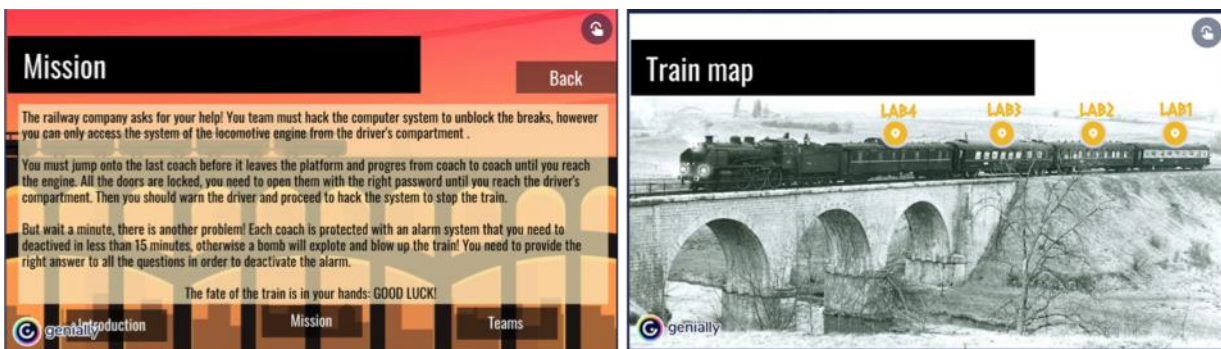 Mission
Back
The railway company asks for your help! You team must hack the computer system to unblock the breaks, however
you can only access the system of the locomotive engine from the driver's compartment .
You must jump onto the last coach before it leaves the platform and progres from coach to coach until you reach
the engine. All the doors are locked, you need to open them with the right password until you reach the driver's
compartment. Then you should warn the driver and proceed to hack the system to stop the train.
But wait a minute, there is another problem! Each coach is protected with an alarm system that you need to
deactived in less than 15 minutes, otherwise a bomb will explote and blow up the train! You need to provide the
right answer to all the questions in order to deactivate the alarm.
The fate of the train is in your hands: GOOD LUCK!
genially
Introduction
Mission
Teams
Train map
LAB4
LAB3
LAB2
LAB1
genially